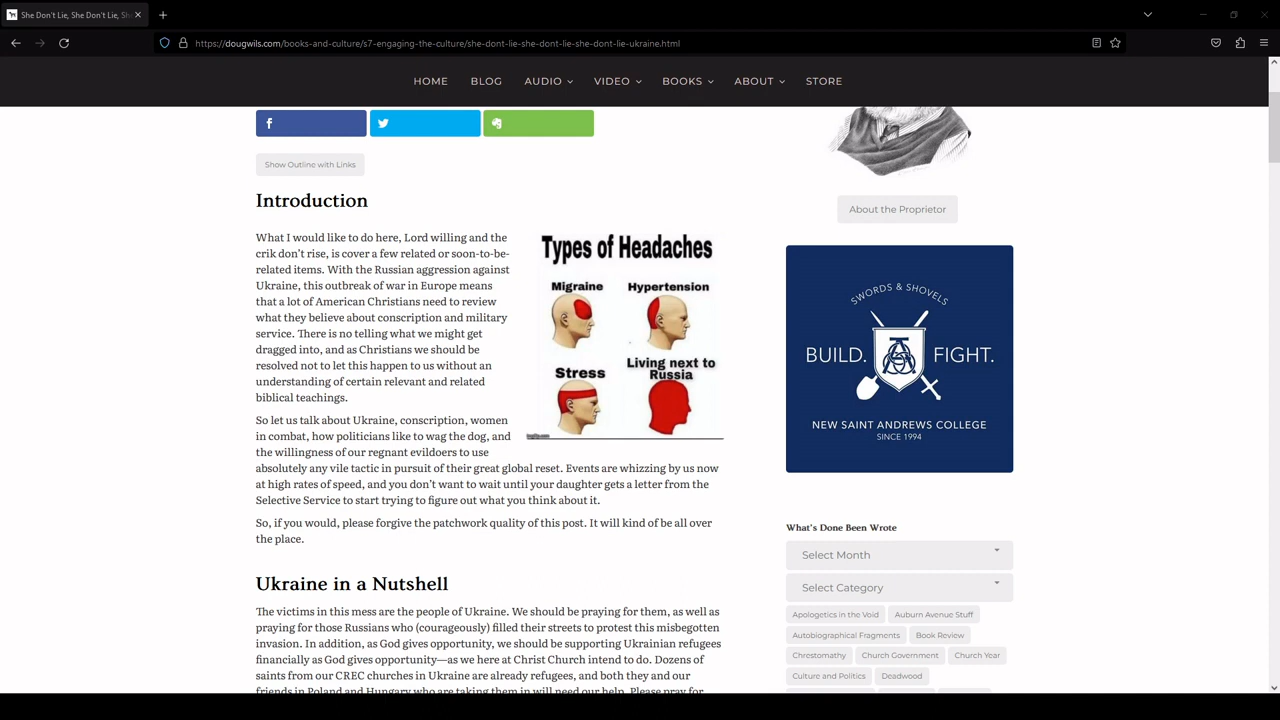 She Don't Lie, She Don't Lie, She
https://dougwils.com/books-and-culture/s7-engaging-the-culture/she-dont-lie-she-dont-lie-she-dont-lie-ukraine.html
HOME BLOG AUDIO VIDEO BOOKS ABOUT STORE
Show Outline with Links
Introduction
What I would like to do here, Lord willing and the
crik don't rise, is cover a few related or soon-to-be-
related items. With the Russian aggression against
Ukraine, this outbreak of war in Europe means
that a lot of American Christians need to review
what they believe about conscription and military
service. There is no telling what we might get
dragged into, and as Christians we should be
resolved not to let this happen to us without an
understanding of certain relevant and related
biblical teachings.
Types of Headaches
Migraine
Hypertension
Stress
Living next to
Russia
imgflip.com
So let us talk about Ukraine, conscription, women
in combat, how politicians like to wag the dog, and
the willingness of our regnant evildoers to use
absolutely any vile tactic in pursuit of their great global reset. Events are whizzing by us now
at high rates of speed, and you don't want to wait until your daughter gets a letter from the
Selective Service to start trying to figure out what you think about it.
So, if you would, please forgive the patchwork quality of this post. It will kind of be all over
the place.
Ukraine in a Nutshell
The victims in this mess are the people of Ukraine. We should be praying for them, as well as
praying for those Russians who (courageously) filled their streets to protest this misbegotten
invasion. In addition, as God gives opportunity, we should be supporting Ukrainian refugees
financially as God gives opportunity—as we here at Christ Church intend to do. Dozens of
saints from our CREC churches in Ukraine are already refugees, and both they and our
friends in Poland and Hungary who are taking them in will need our help. Please pray for
About the Proprietor
SWORDS & SHOVELS
BUILD. FIGHT.
NEW SAINT ANDREWS COLLEGE
SINCE 1994
What's Done Been Wrote
Select Month
Select Category
Apologetics in the Void Auburn Avenue Stuff
Autobiographical Fragments Book Review
Chrestomathy Church Government Church Year
Culture and Politics Deadwood